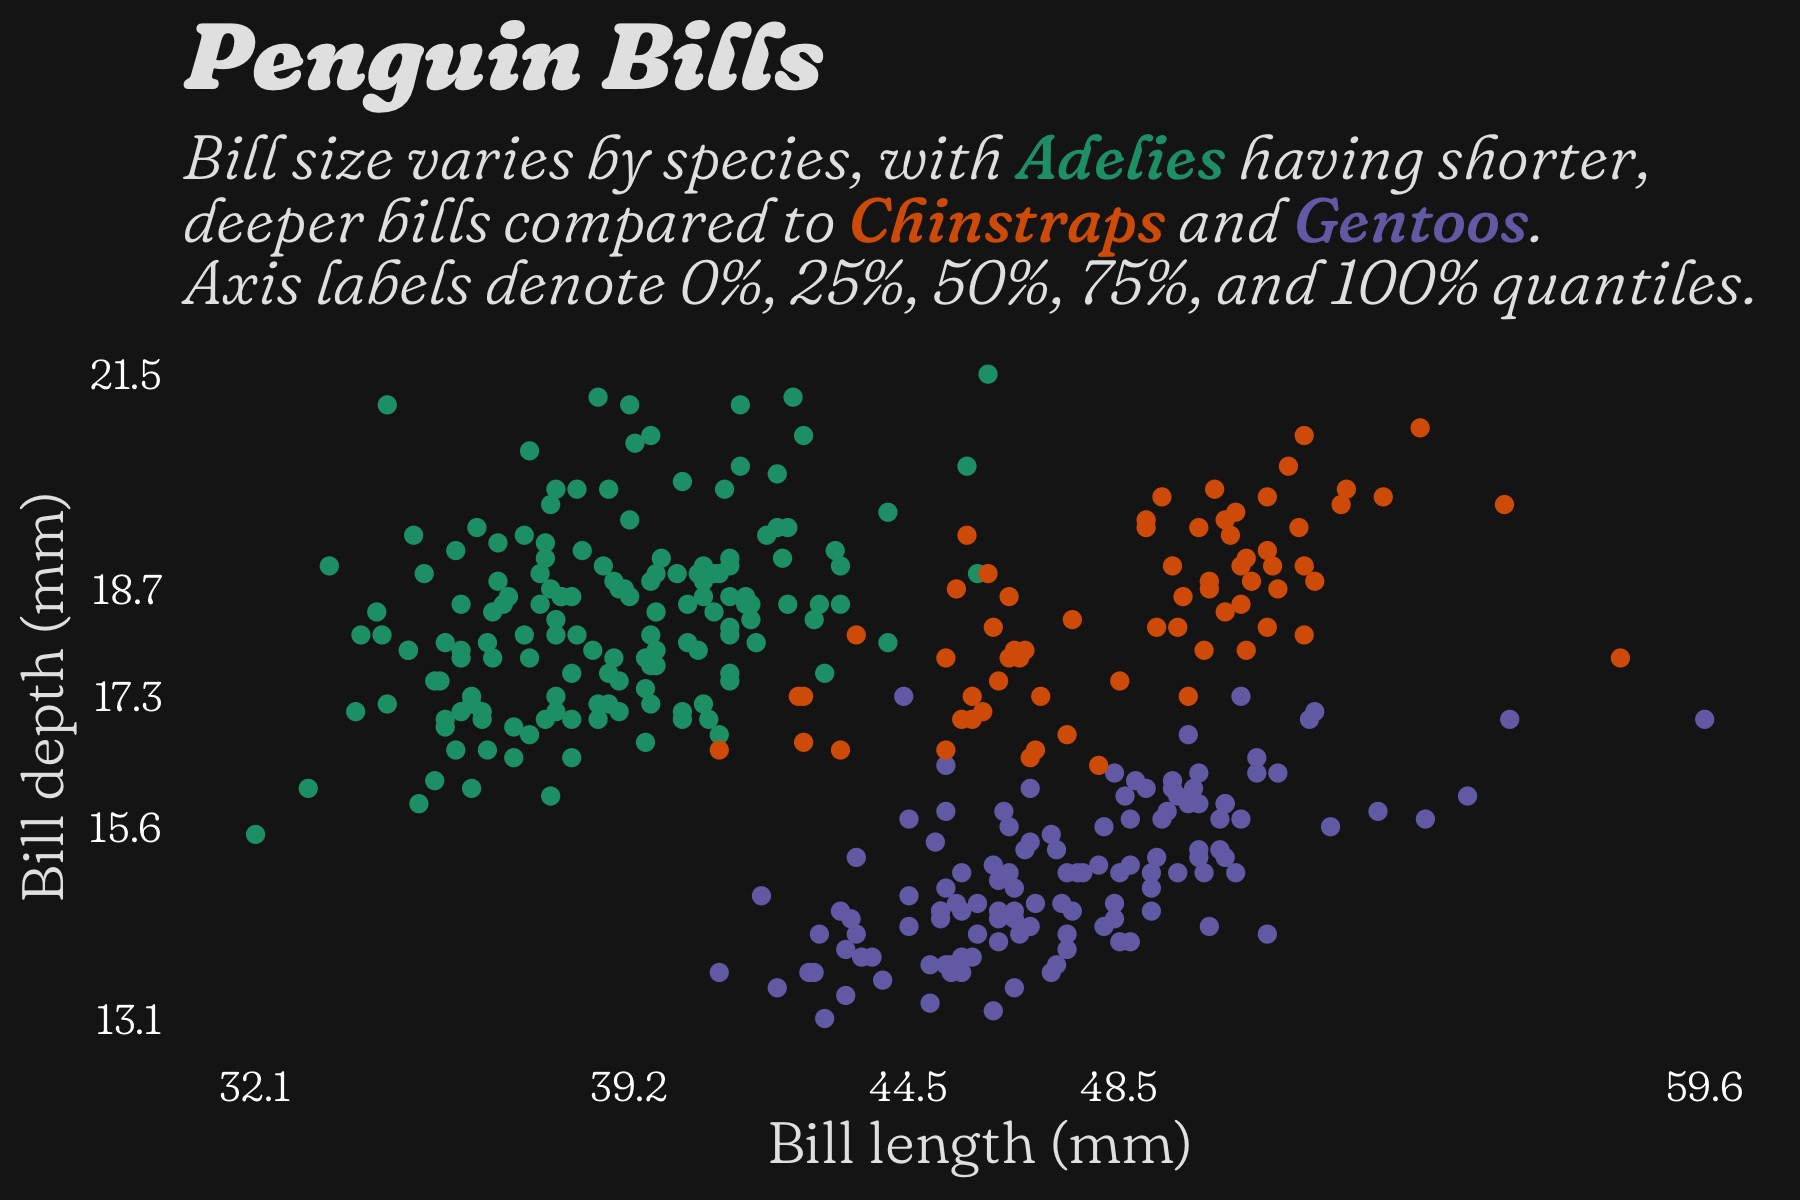 Penguin Bills
Bill size varies by species, with Adelies having shorter,
deeper bills compared to Chinstraps and Gentoos.
Axis labels denote 0%, 25%, 50%, 75%, and 100% quantiles.
Bill depth (mm)
21.5
18.7
17.3
15.6
13.1
32.1 39.2 44.5 48.5 59.6
Bill length (mm)